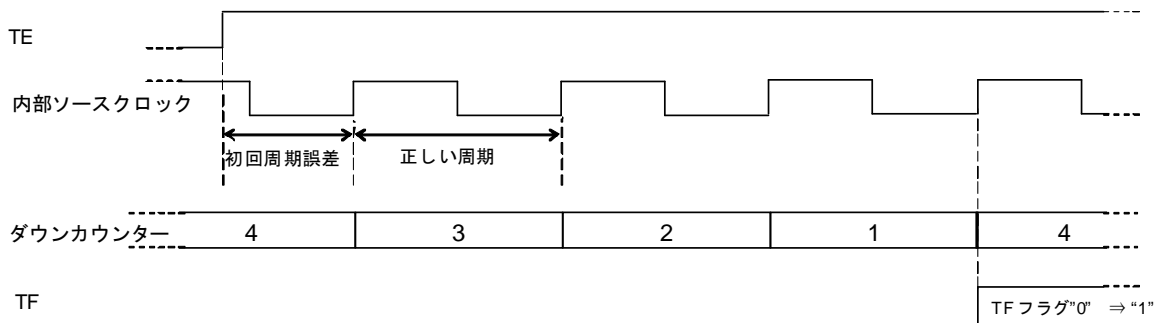 TE
内部ソースクロック
初回周期誤差
正しい周期
ダウンカウンター 4 3 2 1 4
TF
TFフラグ"0" ⇒ "1"